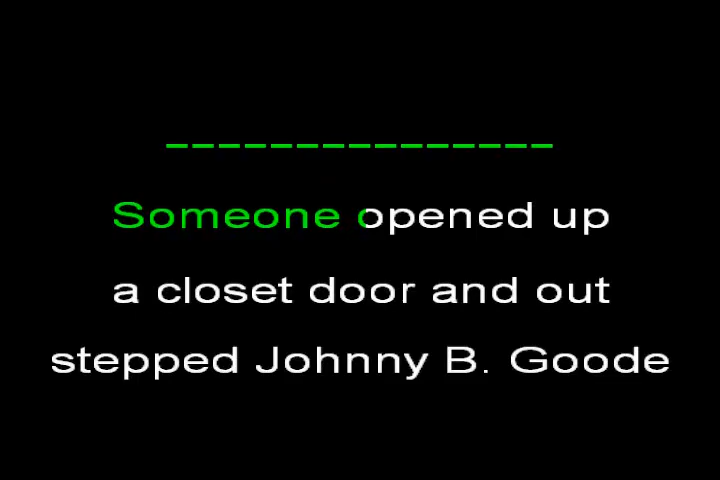 Someone opened up
a closet door and out
stepped Johnny B. Goode